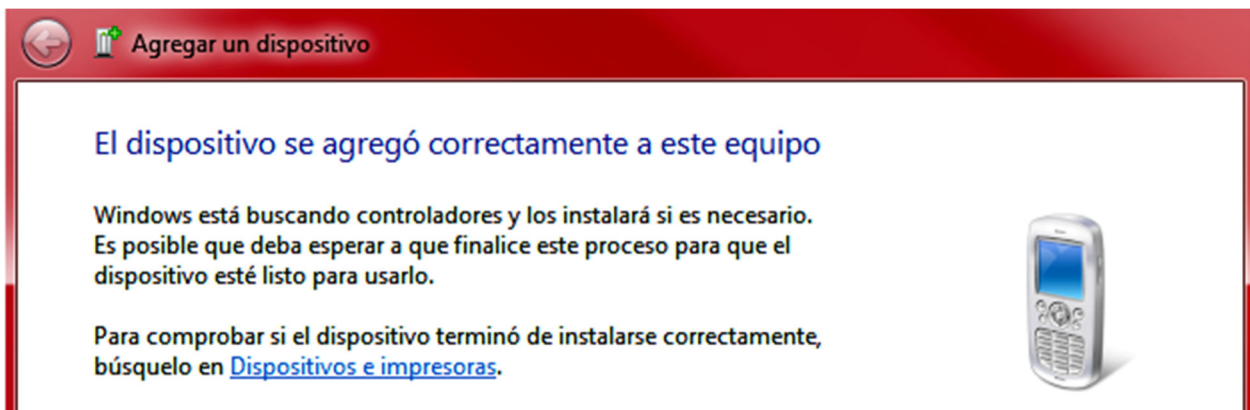 Agregar un dispositivo
El dispositivo se agregó correctamente a este equipo
Windows está buscando controladores y los instalará si es necesario.
Es posible que deba esperar a que finalice este proceso para que el
dispositivo esté listo para usarlo.
Para comprobar si el dispositivo terminó de instalarse correctamente,
búsquelo en Dispositivos e impresoras.